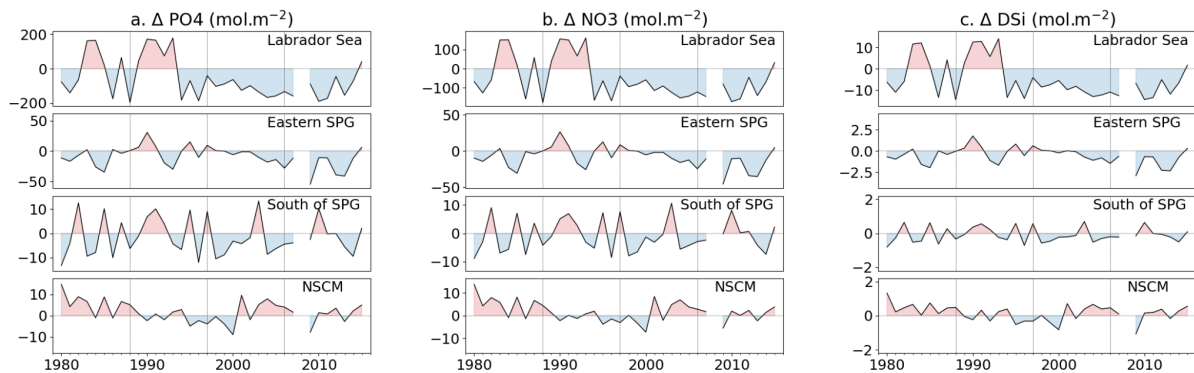 a. Δ PO4 (mol.m⁻²)
b. Δ NO3 (mol.m⁻²)
c. Δ DSi (mol.m⁻²)
200
0
−200
Labrador Sea
100
0
−100
Labrador Sea
10
0
−10
Labrador Sea
50
0
−50
Eastern SPG
50
0
−50
Eastern SPG
2.5
0.0
−2.5
Eastern SPG
10
0
−10
South of SPG
10
0
−10
South of SPG
2
0
−2
South of SPG
10
0
−10
NSCM
10
0
−10
NSCM
2
0
−2
NSCM
1980 1990 2000 2010
1980 1990 2000 2010
1980 1990 2000 2010